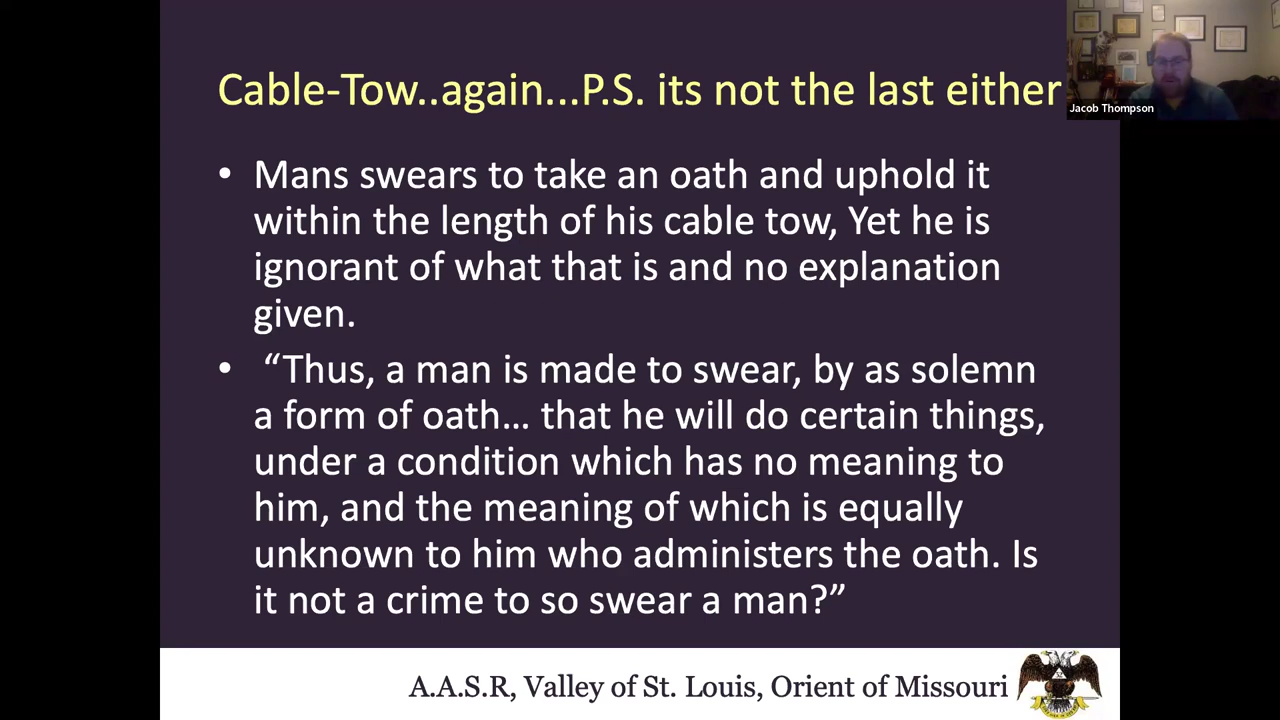 Cable-Tow..again...P.S. its not the last either
Jacob Thompson
• Mans swears to take an oath and uphold it
within the length of his cable tow, Yet he is
ignorant of what that is and no explanation
given.
• “Thus, a man is made to swear, by as solemn
a form of oath… that he will do certain things,
under a condition which has no meaning to
him, and the meaning of which is equally
unknown to him who administers the oath. Is
it not a crime to so swear a man?”
A.A.S.R, Valley of St. Louis, Orient of Missouri